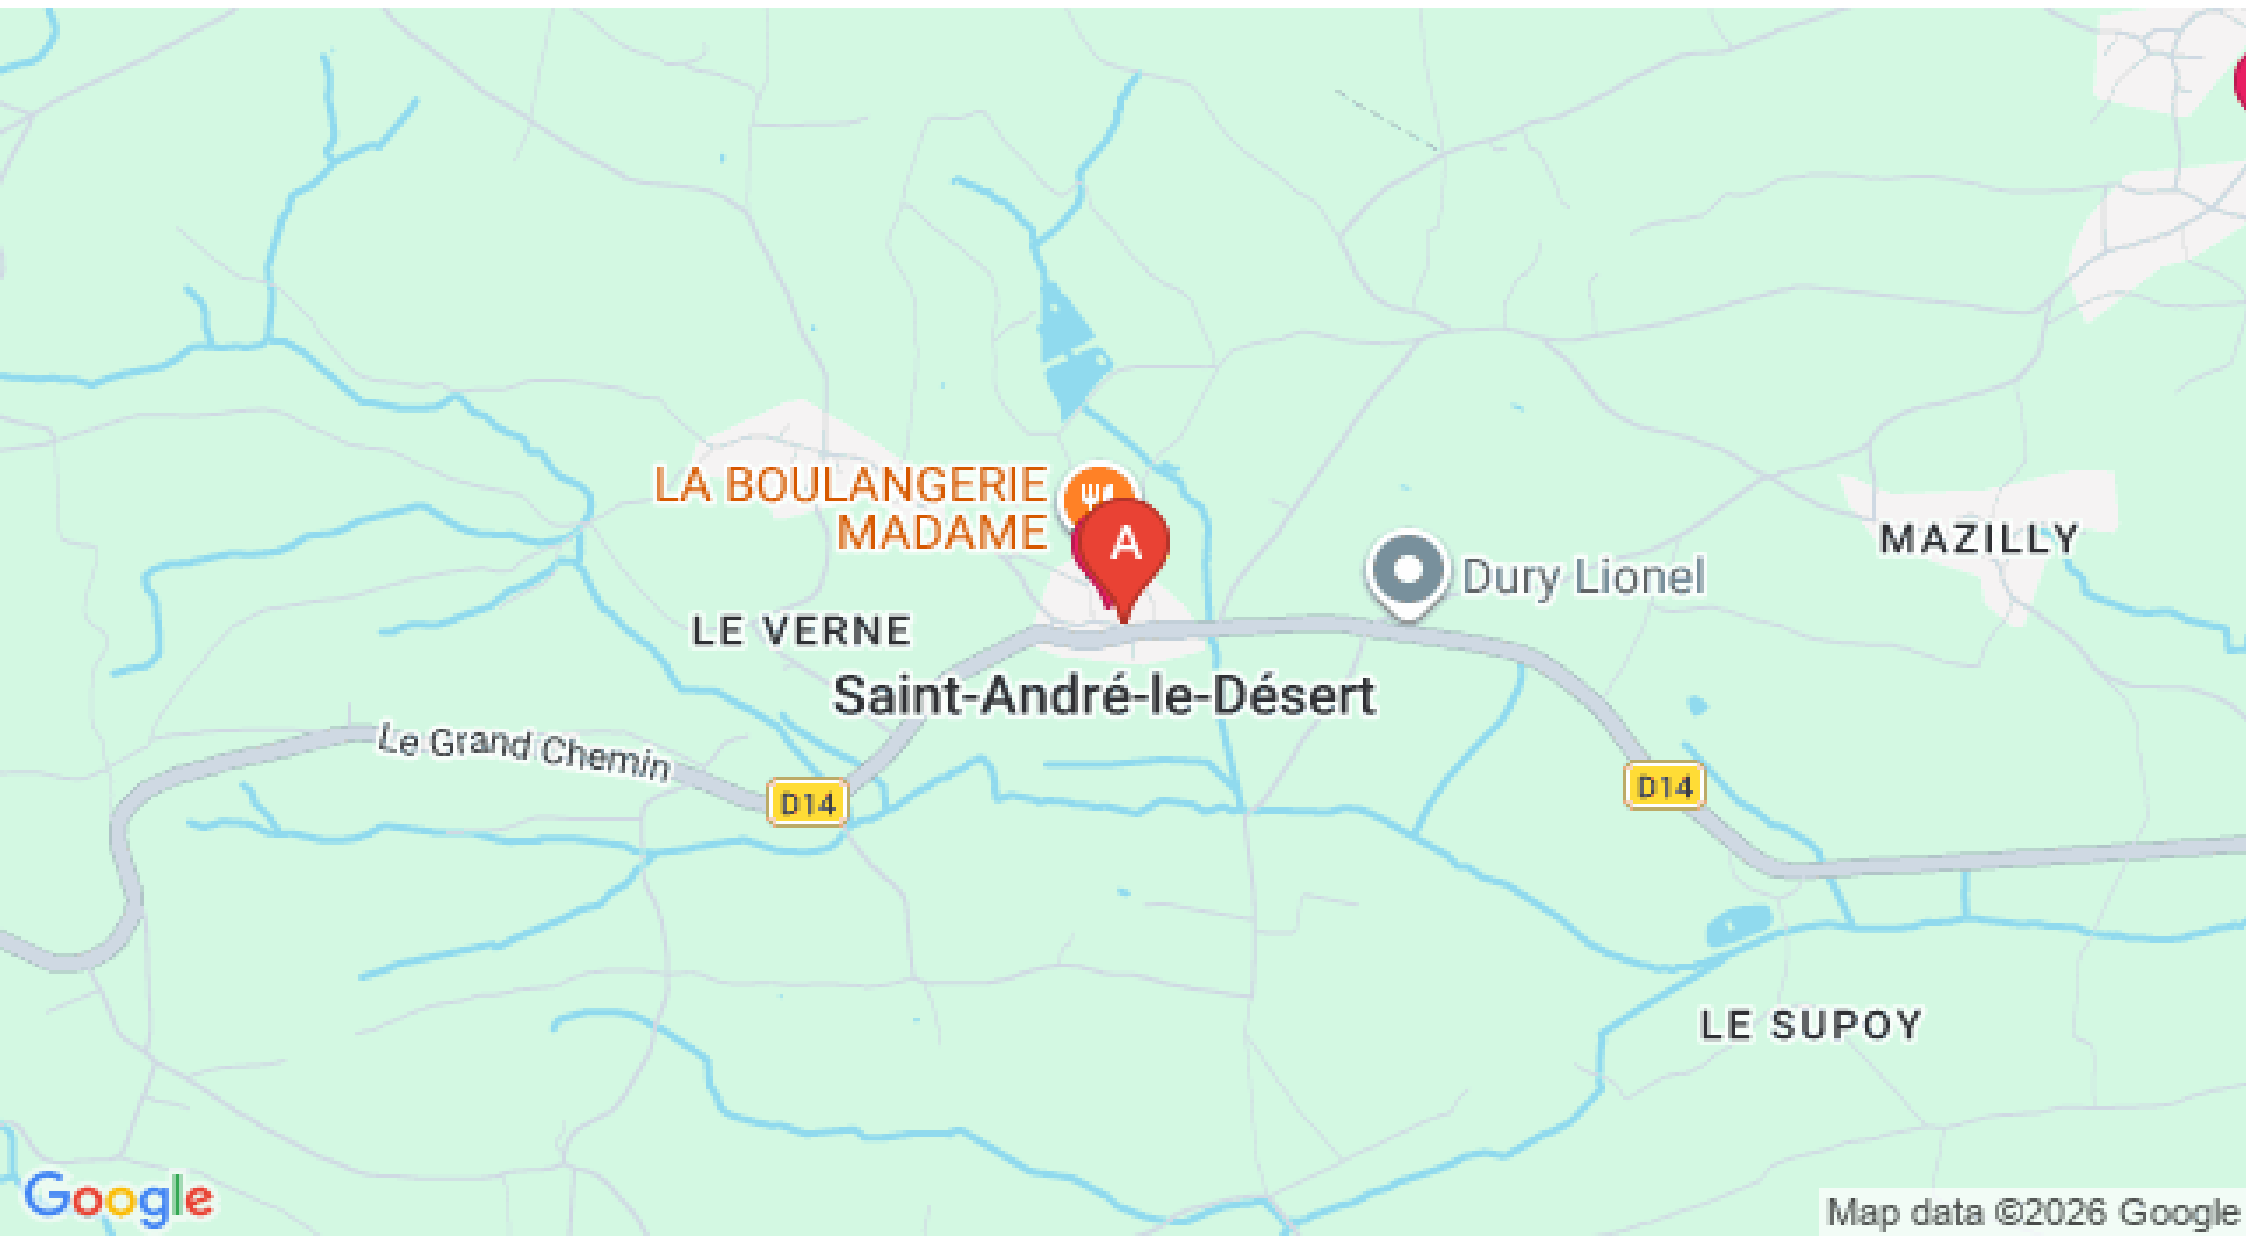 LA BOULANGERIE
MADAME
A
MAZILLY
Dury Lionel
LE VERNE
Saint-André-le-Désert
Le Grand Chemin
D14
D14
LE SUPOY
Google
Map data ©2026 Google